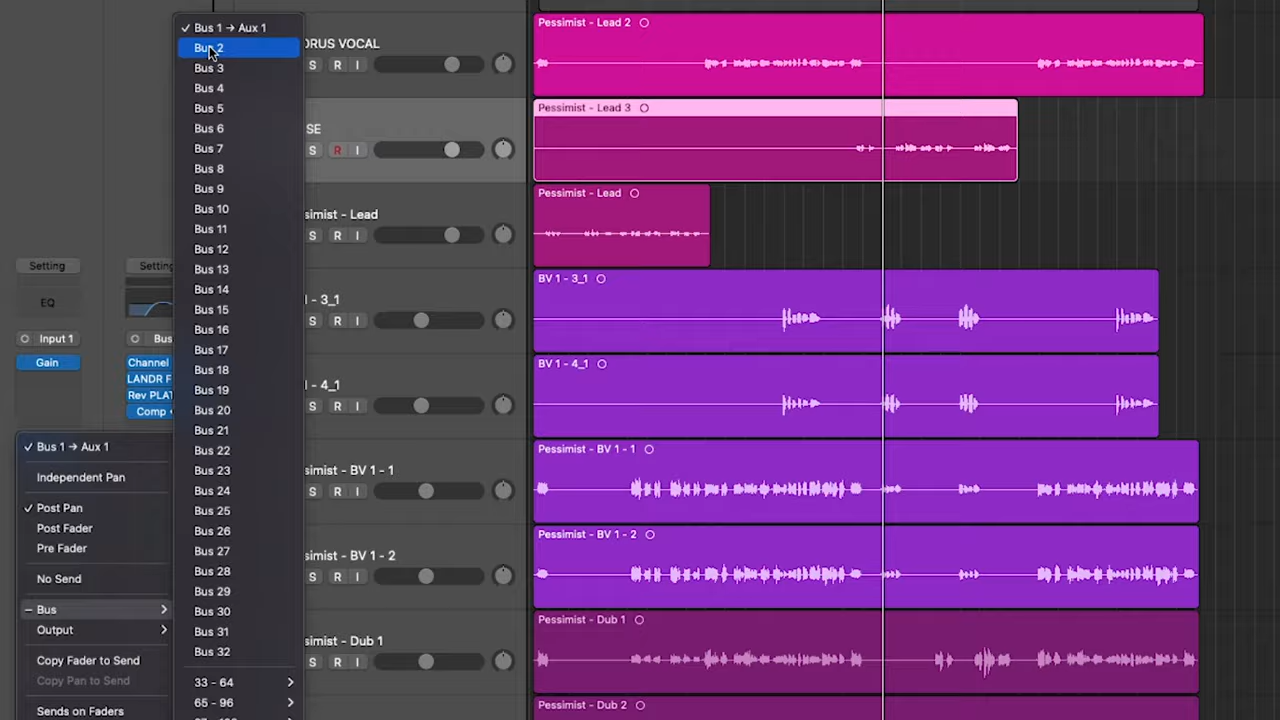 Setting
EQ
Input 1
Gain
Setting
Bus
Channel
LANDR F
Rev PLAT
Comp
Bus 1 → Aux 1
Independent Pan
Post Pan
Post Fader
Pre Fader
No Send
Bus
Output
Copy Fader to Send
Copy Pan to Send
Sends on Faders
Bus 1 → Aux 1
Bus 2
Bus 3
Bus 4
Bus 5
Bus 6
Bus 7
Bus 8
Bus 9
Bus 10
Bus 11
Bus 12
Bus 13
Bus 14
Bus 15
Bus 16
Bus 17
Bus 18
Bus 19
Bus 20
Bus 21
Bus 22
Bus 23
Bus 24
Bus 25
Bus 26
Bus 27
Bus 28
Bus 29
Bus 30
Bus 31
Bus 32
33 - 64
65 - 96
ORUS VOCAL
S R I
SE
S R I
simist - Lead
S R I
I - 3_1
S R I
I - 4_1
S R I
simist - BV 1 - 1
S R I
simist - BV 1 - 2
S R I
simist - Dub 1
S R I
Pessimist - Lead 2
Pessimist - Lead 3
Pessimist - Lead
BV 1 - 3_1
BV 1 - 4_1
Pessimist - BV 1 - 1
Pessimist - BV 1 - 2
Pessimist - Dub 1
Pessimist - Dub 2